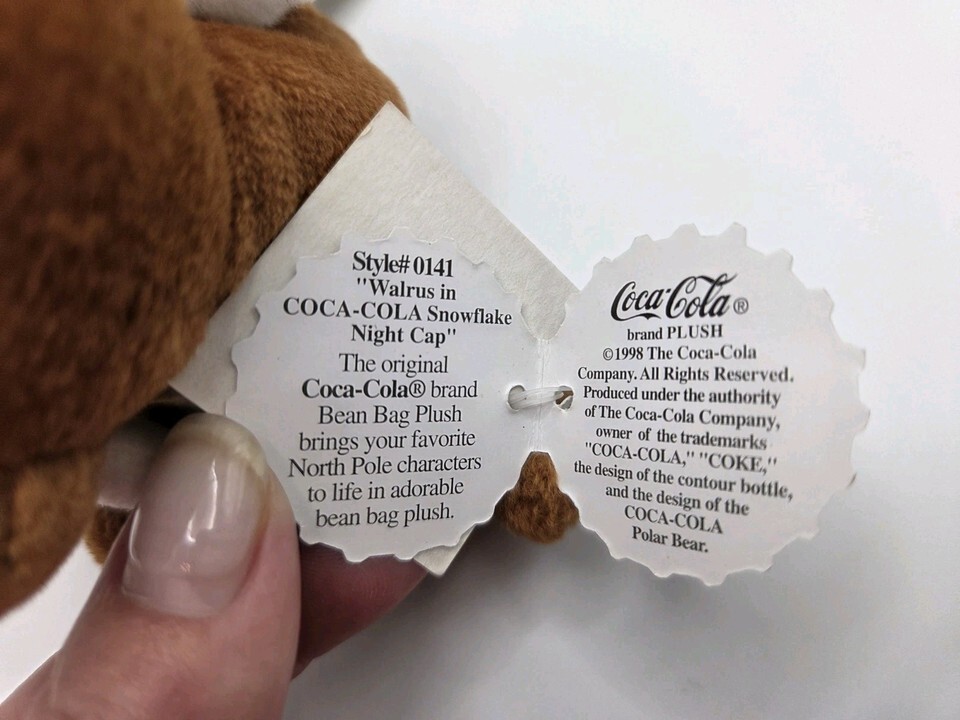 Style# 0141
"Walrus in
COCA-COLA Snowflake
Night Cap"
The original
Coca-Cola® brand
Bean Bag Plush
brings your favorite
North Pole characters
to life in adorable
bean bag plush.
Coca-Cola®
brand PLUSH
©1998 The Coca-Cola
Company. All Rights Reserved.
Produced under the authority
of The Coca-Cola Company,
owner of the trademarks
"COCA-COLA," "COKE,"
the design of the contour bottle,
and the design of the
COCA-COLA
Polar Bear.